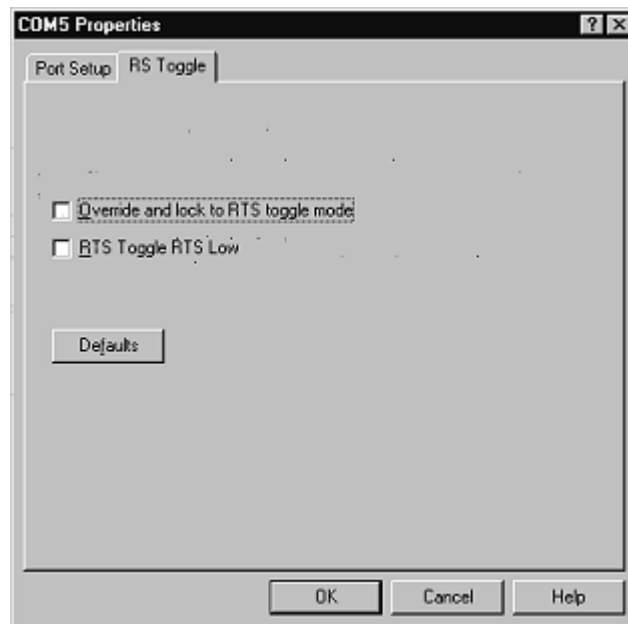 COM5 Properties
Port Setup RS Toggle
Override and lock to RTS toggle mode
RTS Toggle RTS Low
Defaults
OK Cancel Help